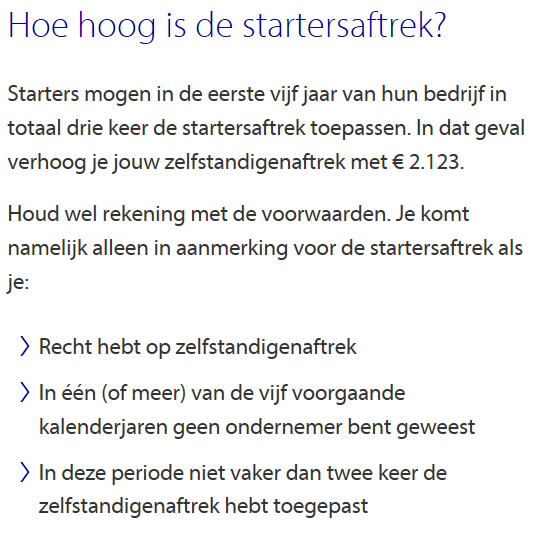 Hoe hoog is de startersaftrek?
Starters mogen in de eerste vijf jaar van hun bedrijf in
totaal drie keer de startersaftrek toepassen. In dat geval
verhoog je jouw zelfstandigenaftrek met € 2.123.
Houd wel rekening met de voorwaarden. Je komt
namelijk alleen in aanmerking voor de startersaftrek als
je:
Recht hebt op zelfstandigenaftrek
In één (of meer) van de vijf voorgaande
kalenderjaren geen ondernemer bent geweest
In deze periode niet vaker dan twee keer de
zelfstandigenaftrek hebt toegepast